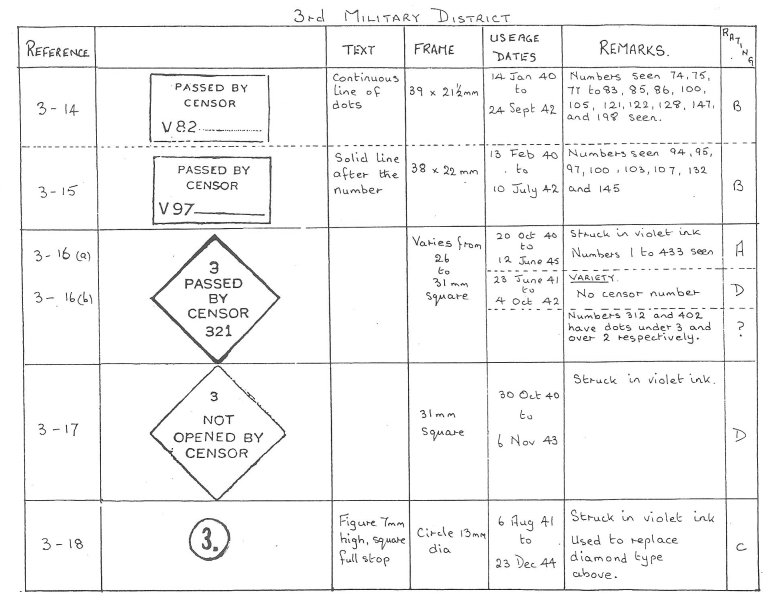 3rd MILITARY DISTRICT
REFERENCE
TEXT
FRAME
USEAGE
DATES
REMARKS.
RATING
3 - 14
PASSED BY
CENSOR
V 82
Continuous
line of
dots
39 x 21½mm
14 Jan 40
to
24 Sept 42
Numbers seen 74, 75,
77 to 83, 85, 86, 100,
105, 121, 122, 128, 147,
and 198 seen.
B
3 - 15
PASSED BY
CENSOR
V 97
Solid line
after the
number
38 x 22 mm
13 Feb 40
to
10 July 42
Numbers seen 94, 95,
97, 100, 103, 107, 132
and 145
B
3 - 16 (a)
3 - 16 (b)
3
PASSED
BY
CENSOR
321
Varies from
26
to
31 mm
Square
20 Oct 40
to
12 June 45
Struck in violet ink
Numbers 1 to 433 seen
A
23 June 41
to
4 Oct 42
VARIETY.
No censor number
D
Numbers 312 and 402
have dots under 3 and
over 2 respectively.
?
3 - 17
3
NOT
OPENED BY
CENSOR
31mm
Square
30 Oct 40
to
6 Nov 43
Struck in violet ink.
D
3 - 18
3.
Figure 7mm
high, square
full stop
Circle 13mm
dia
6 Aug 41
to
23 Dec 44
Struck in violet ink
Used to replace
diamond type
above.
C